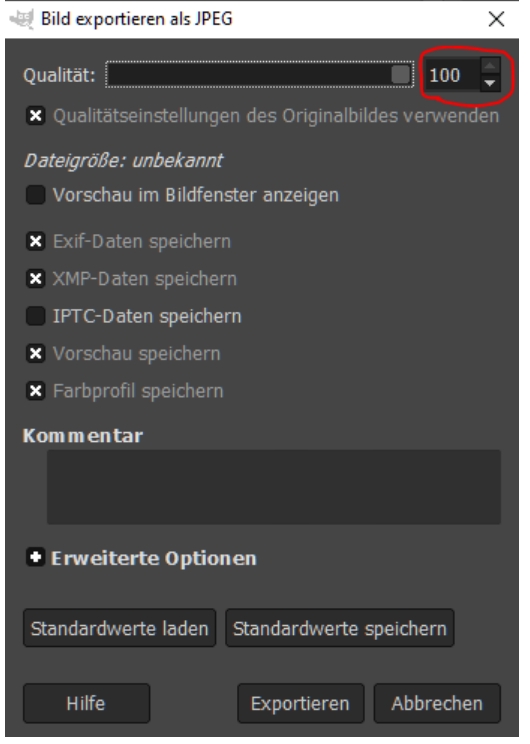 Bild exportieren als JPEG
Qualität: 100
Qualitätseinstellungen des Originalbildes verwenden
Dateigröße: unbekannt
Vorschau im Bildfenster anzeigen
Exif-Daten speichern
XMP-Daten speichern
IPTC-Daten speichern
Vorschau speichern
Farbprofil speichern
Kommentar
Erweiterte Optionen
Standardwerte laden Standardwerte speichern
Hilfe Exportieren Abbrechen